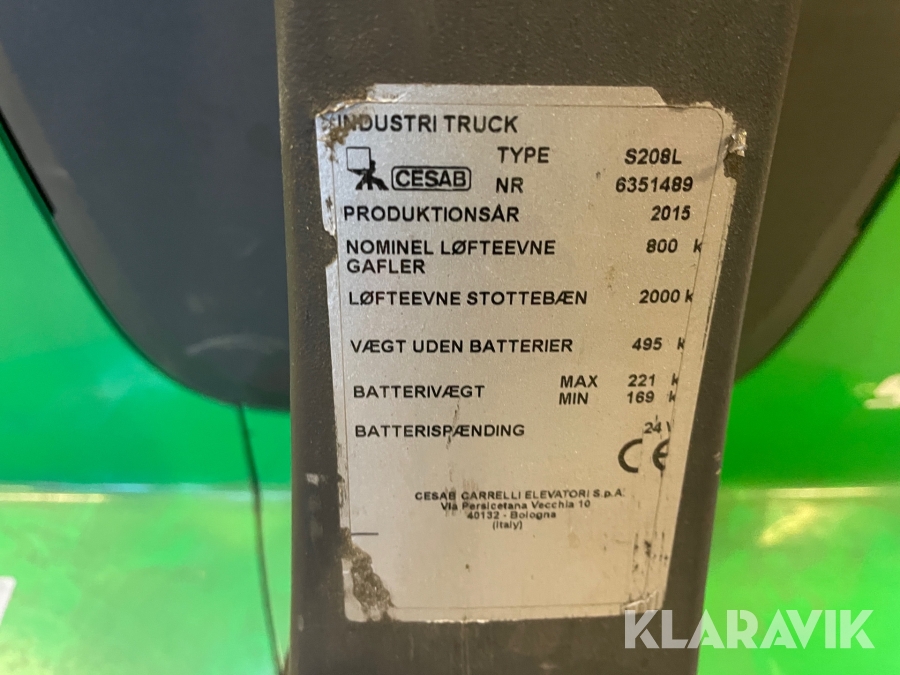 INDUSTRI TRUCK
CESAB
TYPE S208L
NR 6351489
PRODUKTIONSÅR 2015
NOMINEL LØFTEEVNE 800 k
GAFLER
LØFTEEVNE STOTTEBÆN 2000 k
VÆGT UDEN BATTERIER 495 k
BATTERIVÆGT MAX 221 k
MIN 169 k
BATTERISPÆNDING 24V
CE
CESAB CARRELLI ELEVATORI S.p.A.
Via Persicetana Vecchia 10
40132 - Bologna
(Italy)
KLARAVIK